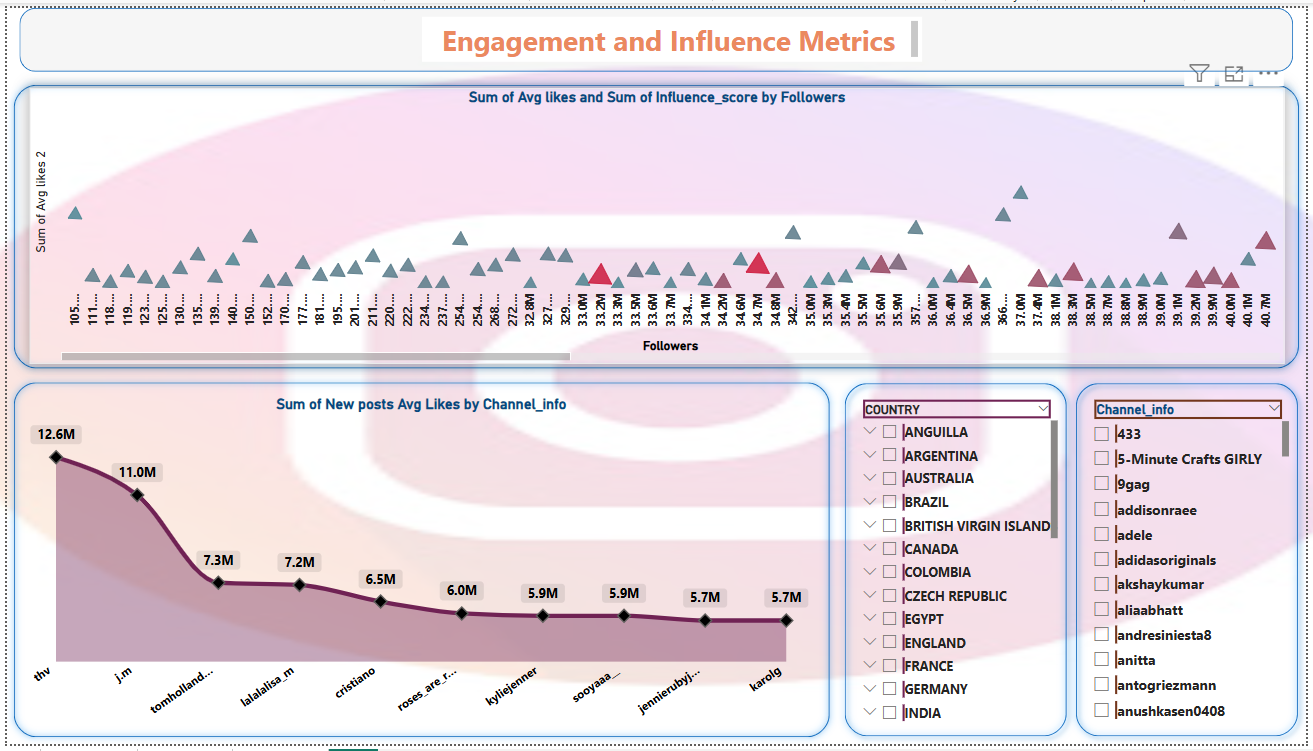 Engagement and Influence Metrics
Sum of Avg likes and Sum of Influence_score by Followers
Sum of Avg likes 2
105…
111…
118…
119…
123…
125…
130…
135…
139…
140…
150…
152…
170…
177…
181…
195…
201…
211…
220…
222…
234…
237…
254…
254…
268…
272…
32.8M
327…
329…
33.0M
33.2M
33.3M
33.5M
33.6M
33.7M
334…
34.1M
34.2M
34.6M
34.7M
34.8M
342…
35.0M
35.3M
35.4M
35.5M
35.6M
35.9M
357…
36.0M
36.4M
36.5M
36.9M
366…
37.0M
37.4M
38.1M
38.3M
38.5M
38.7M
38.8M
38.9M
39.0M
39.1M
39.2M
39.9M
40.0M
40.1M
40.7M
Followers
Sum of New posts Avg Likes by Channel_info
12.6M
11.0M
7.3M
7.2M
6.5M
6.0M
5.9M
5.9M
5.7M
5.7M
thv
j.m
tomholland…
lalalalisa_m
cristiano
roses_are_r…
kyliejenner
sooyaaa__
jennierubyj…
karolg
COUNTRY
ANGUILLA
ARGENTINA
AUSTRALIA
BRAZIL
BRITISH VIRGIN ISLAND
CANADA
COLOMBIA
CZECH REPUBLIC
EGYPT
ENGLAND
FRANCE
GERMANY
INDIA
Channel_info
433
5-Minute Crafts GIRLY
9gag
addisonraee
adele
adidasoriginals
akshaykumar
aliaabhatt
andresiniesta8
anitta
antogriezmann
anushkasen0408